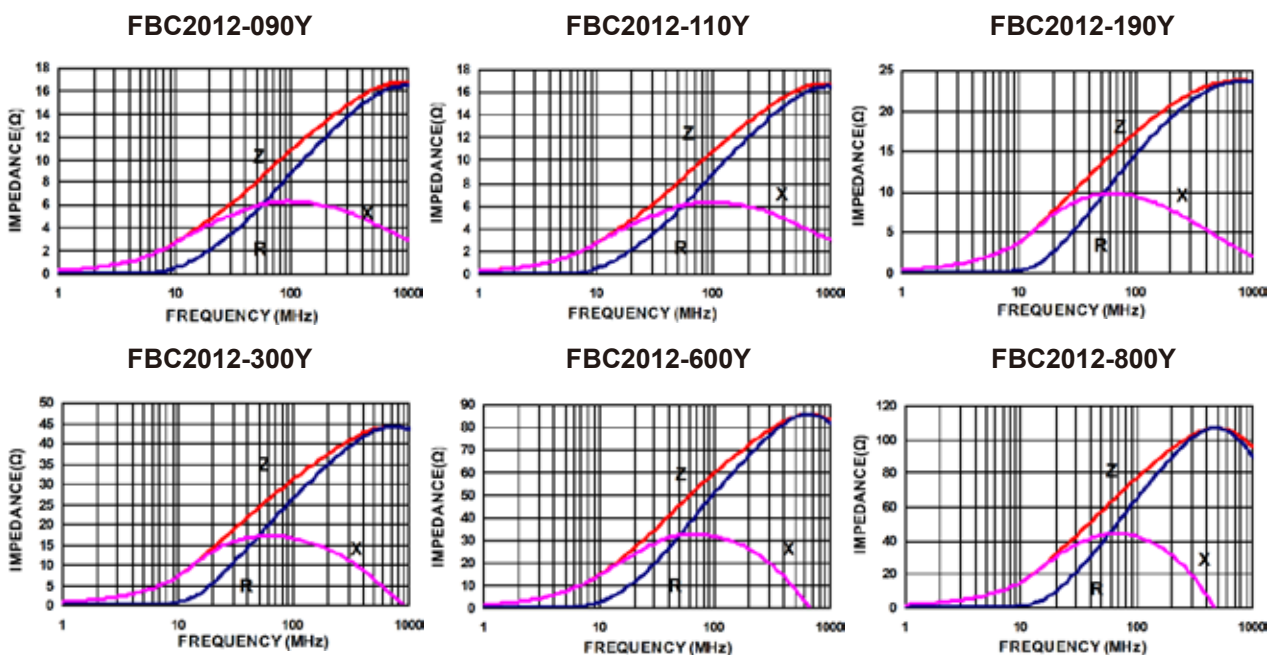 FBC2012-090Y
IMPEDANCE(Ω)
18
16
14
12
10
8
6
4
2
0
Z
X
R
1
10
100
1000
FREQUENCY (MHz)
FBC2012-110Y
IMPEDANCE(Ω)
18
16
14
12
10
8
6
4
2
0
Z
X
R
1
10
100
1000
FREQUENCY (MHz)
FBC2012-190Y
IMPEDANCE(Ω)
25
20
15
10
5
0
Z
X
R
1
10
100
1000
FREQUENCY (MHz)
FBC2012-300Y
IMPEDANCE(Ω)
50
45
40
35
30
25
20
15
10
5
0
Z
X
R
1
10
100
1000
FREQUENCY (MHz)
FBC2012-600Y
IMPEDANCE(Ω)
90
80
70
60
50
40
30
20
10
0
Z
X
R
1
10
100
1000
FREQUENCY (MHz)
FBC2012-800Y
IMPEDANCE(Ω)
120
100
80
60
40
20
0
Z
X
R
1
10
100
1000
FREQUENCY (MHz)